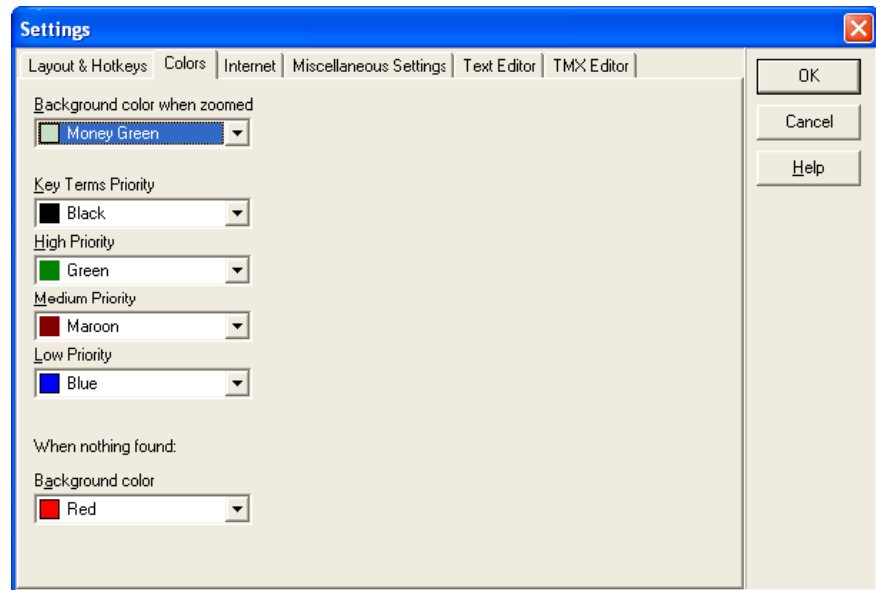 Settings
Layout & Hotkeys Colors Internet Miscellaneous Settings Text Editor TMX Editor
OK
Cancel
Help
Background color when zoomed
Money Green
Key Terms Priority
Black
High Priority
Green
Medium Priority
Maroon
Low Priority
Blue
When nothing found:
Background color
Red